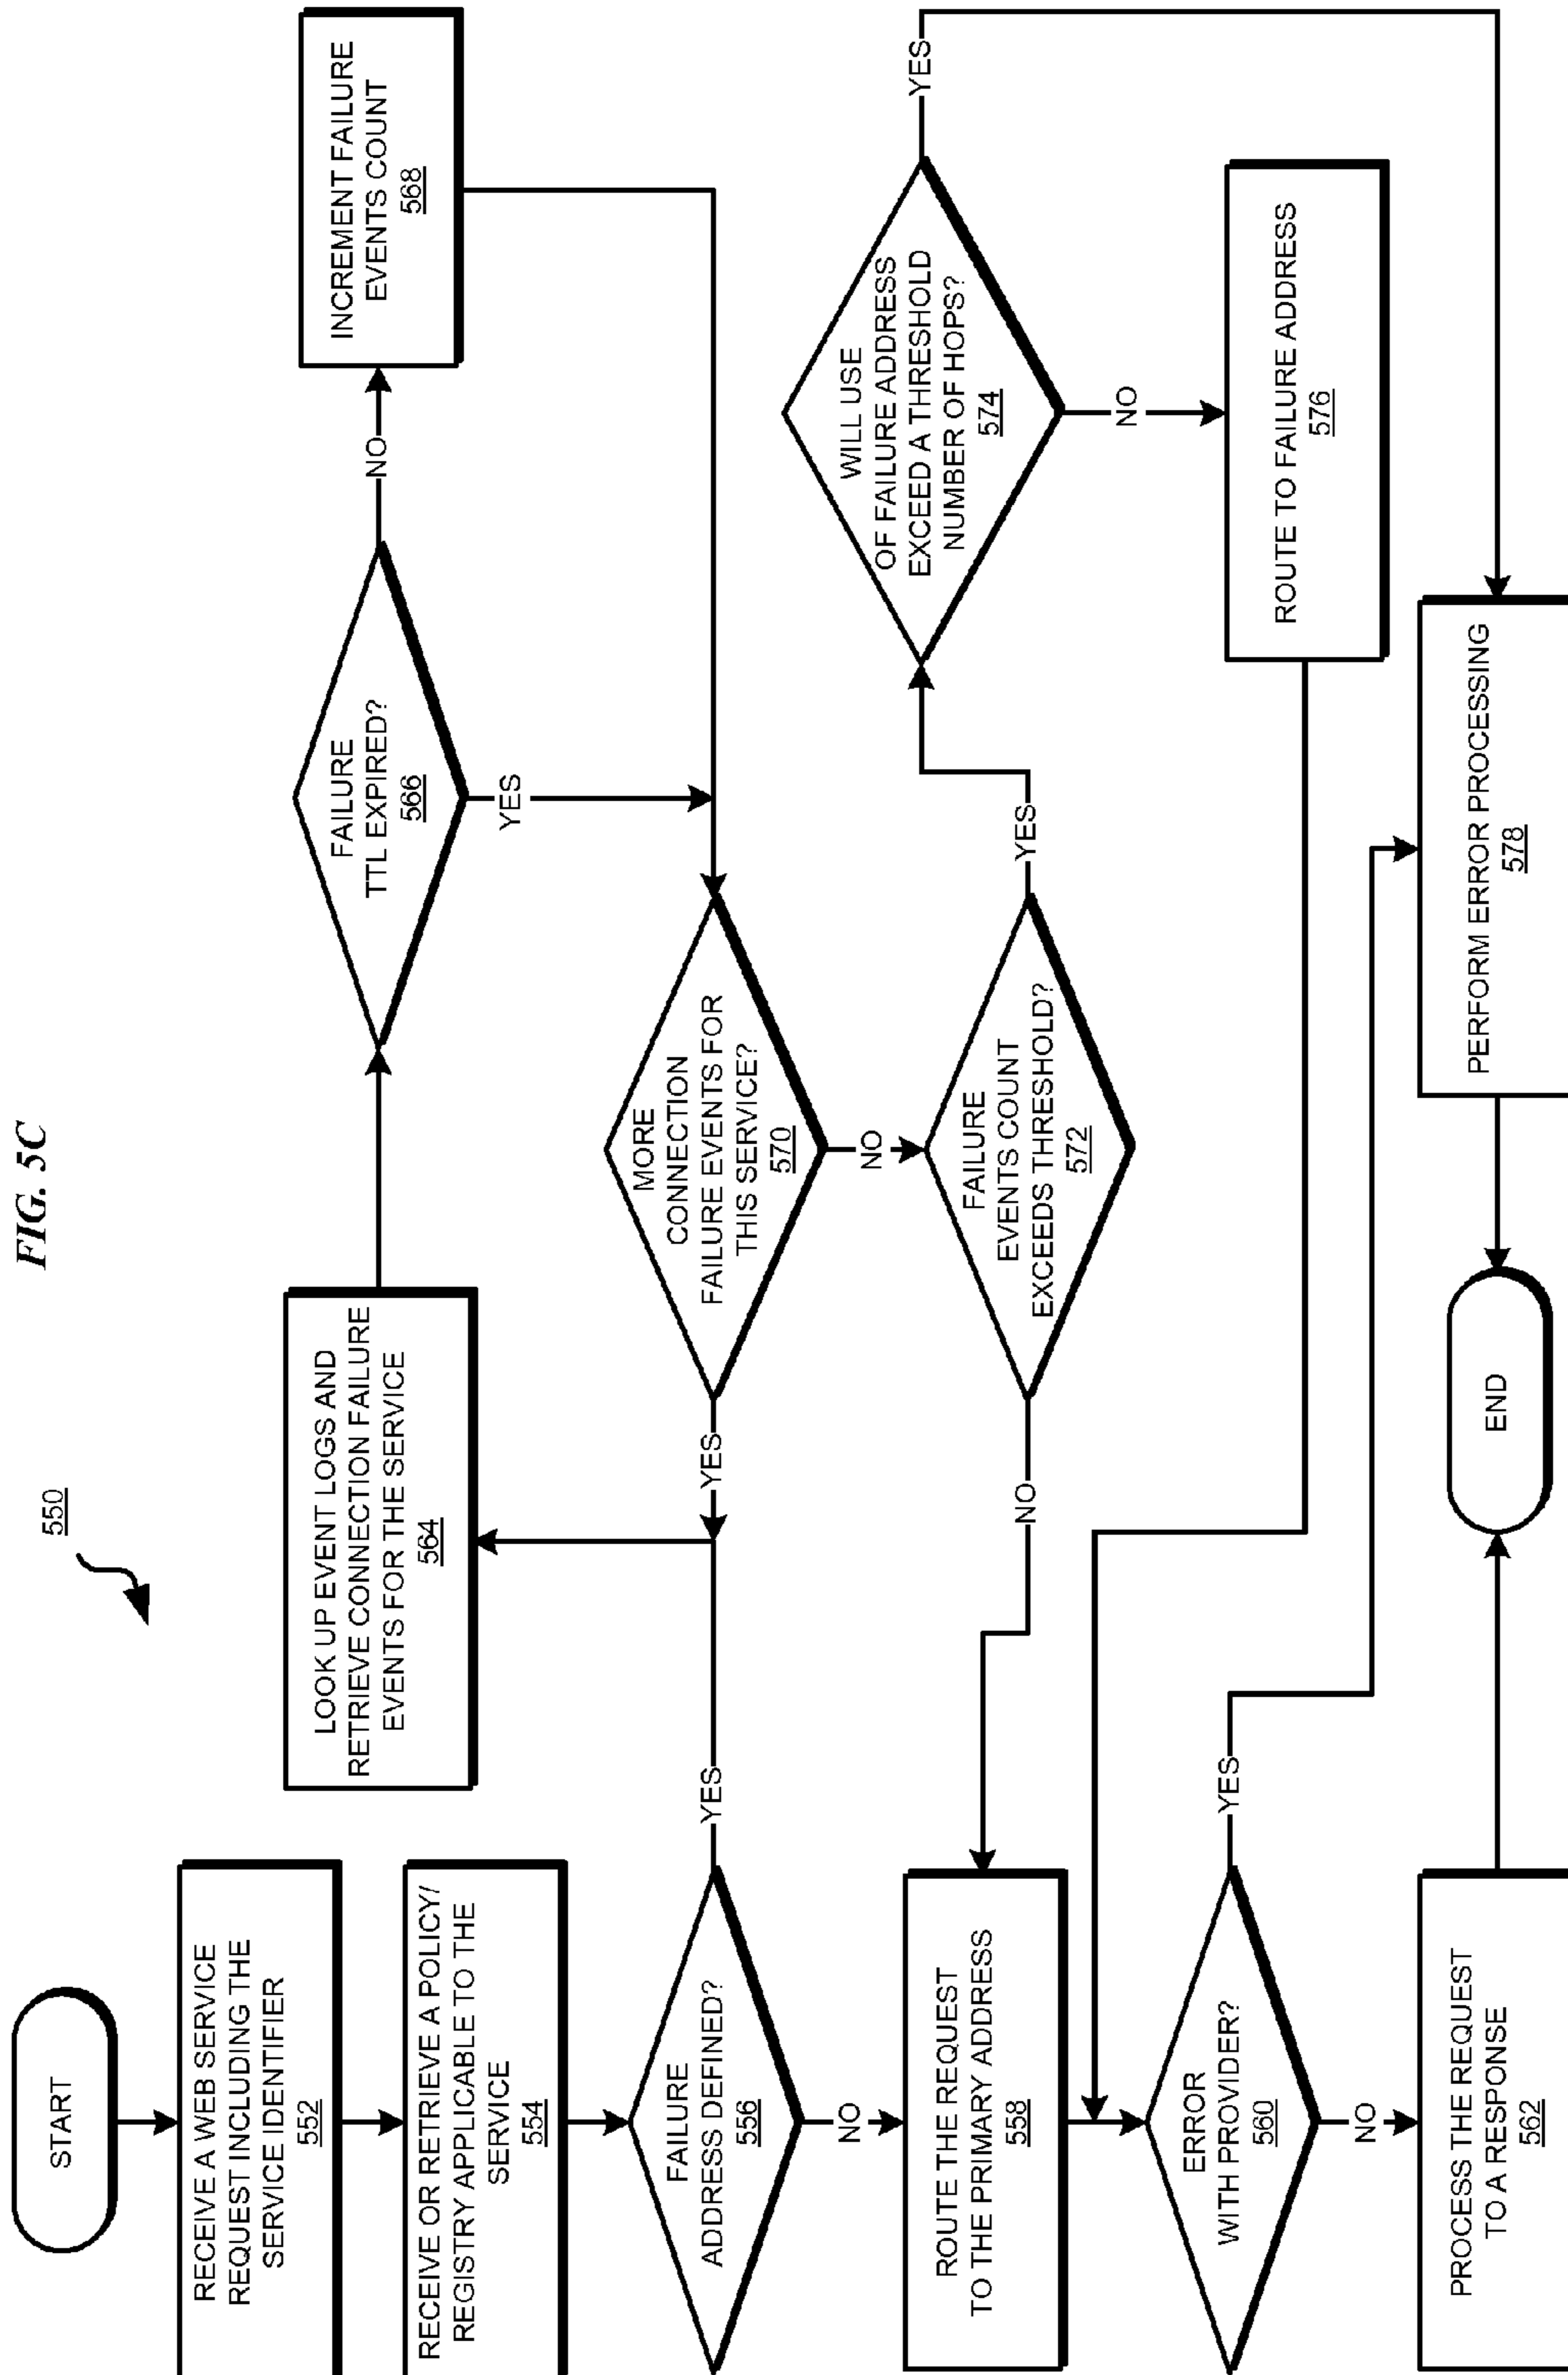 FIG. 5C
550
START
RECEIVE A WEB SERVICE
REQUEST INCLUDING THE
SERVICE IDENTIFIER
552
RECEIVE OR RETRIEVE A POLICY/
REGISTRY APPLICABLE TO THE
SERVICE
554
FAILURE
ADDRESS DEFINED?
556
YES
NO
ROUTE THE REQUEST
TO THE PRIMARY ADDRESS
558
ERROR
WITH PROVIDER?
560
YES
NO
PROCESS THE REQUEST
TO A RESPONSE
562
LOOK UP EVENT LOGS AND
RETRIEVE CONNECTION FAILURE
EVENTS FOR THE SERVICE
564
FAILURE
TTL EXPIRED?
566
NO
YES
INCREMENT FAILURE
EVENTS COUNT
568
MORE
CONNECTION
FAILURE EVENTS FOR
THIS SERVICE?
570
YES
NO
FAILURE
EVENTS COUNT
EXCEEDS THRESHOLD?
572
NO
YES
WILL USE
OF FAILURE ADDRESS
EXCEED A THRESHOLD
NUMBER OF HOPS?
574
YES
NO
ROUTE TO FAILURE ADDRESS
576
PERFORM ERROR PROCESSING
578
END